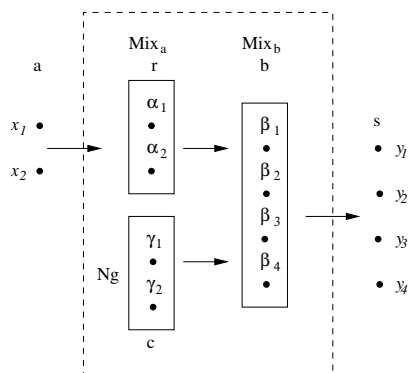 Mix_a Mix_b
a r b
α_1
x_1 β_1 s y_1
α_2
x_2 β_2 y_2
β_3 y_3
γ_1
Ng β_4 y_4
γ_2
c